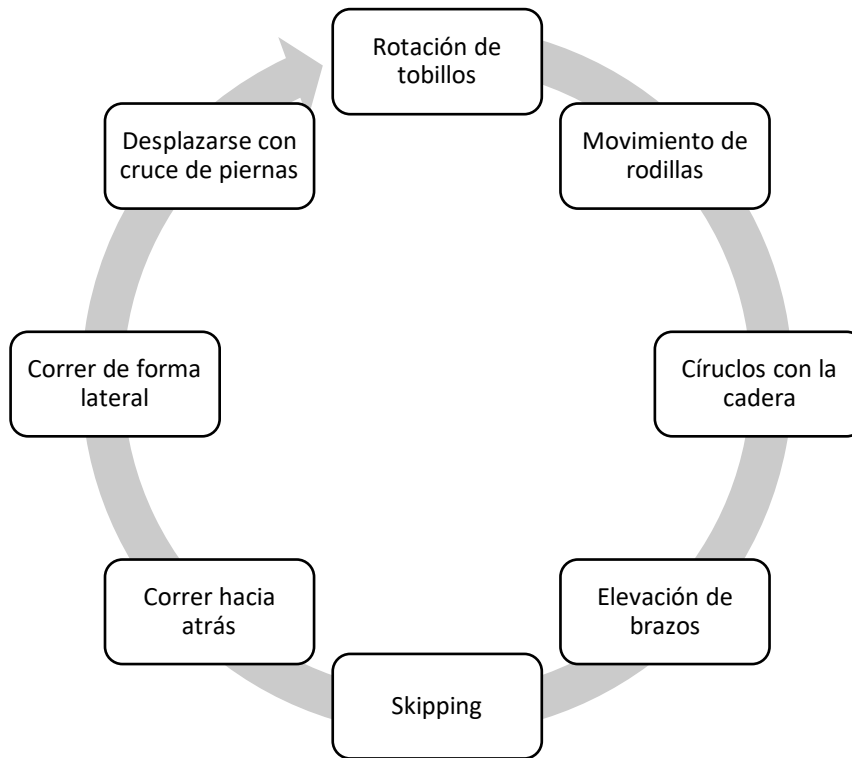 Rotación de
tobillos
Movimiento de
rodillas
Círuclos con la
cadera
Elevación de
brazos
Skipping
Correr hacia
atrás
Correr de forma
lateral
Desplazarse con
cruce de piernas